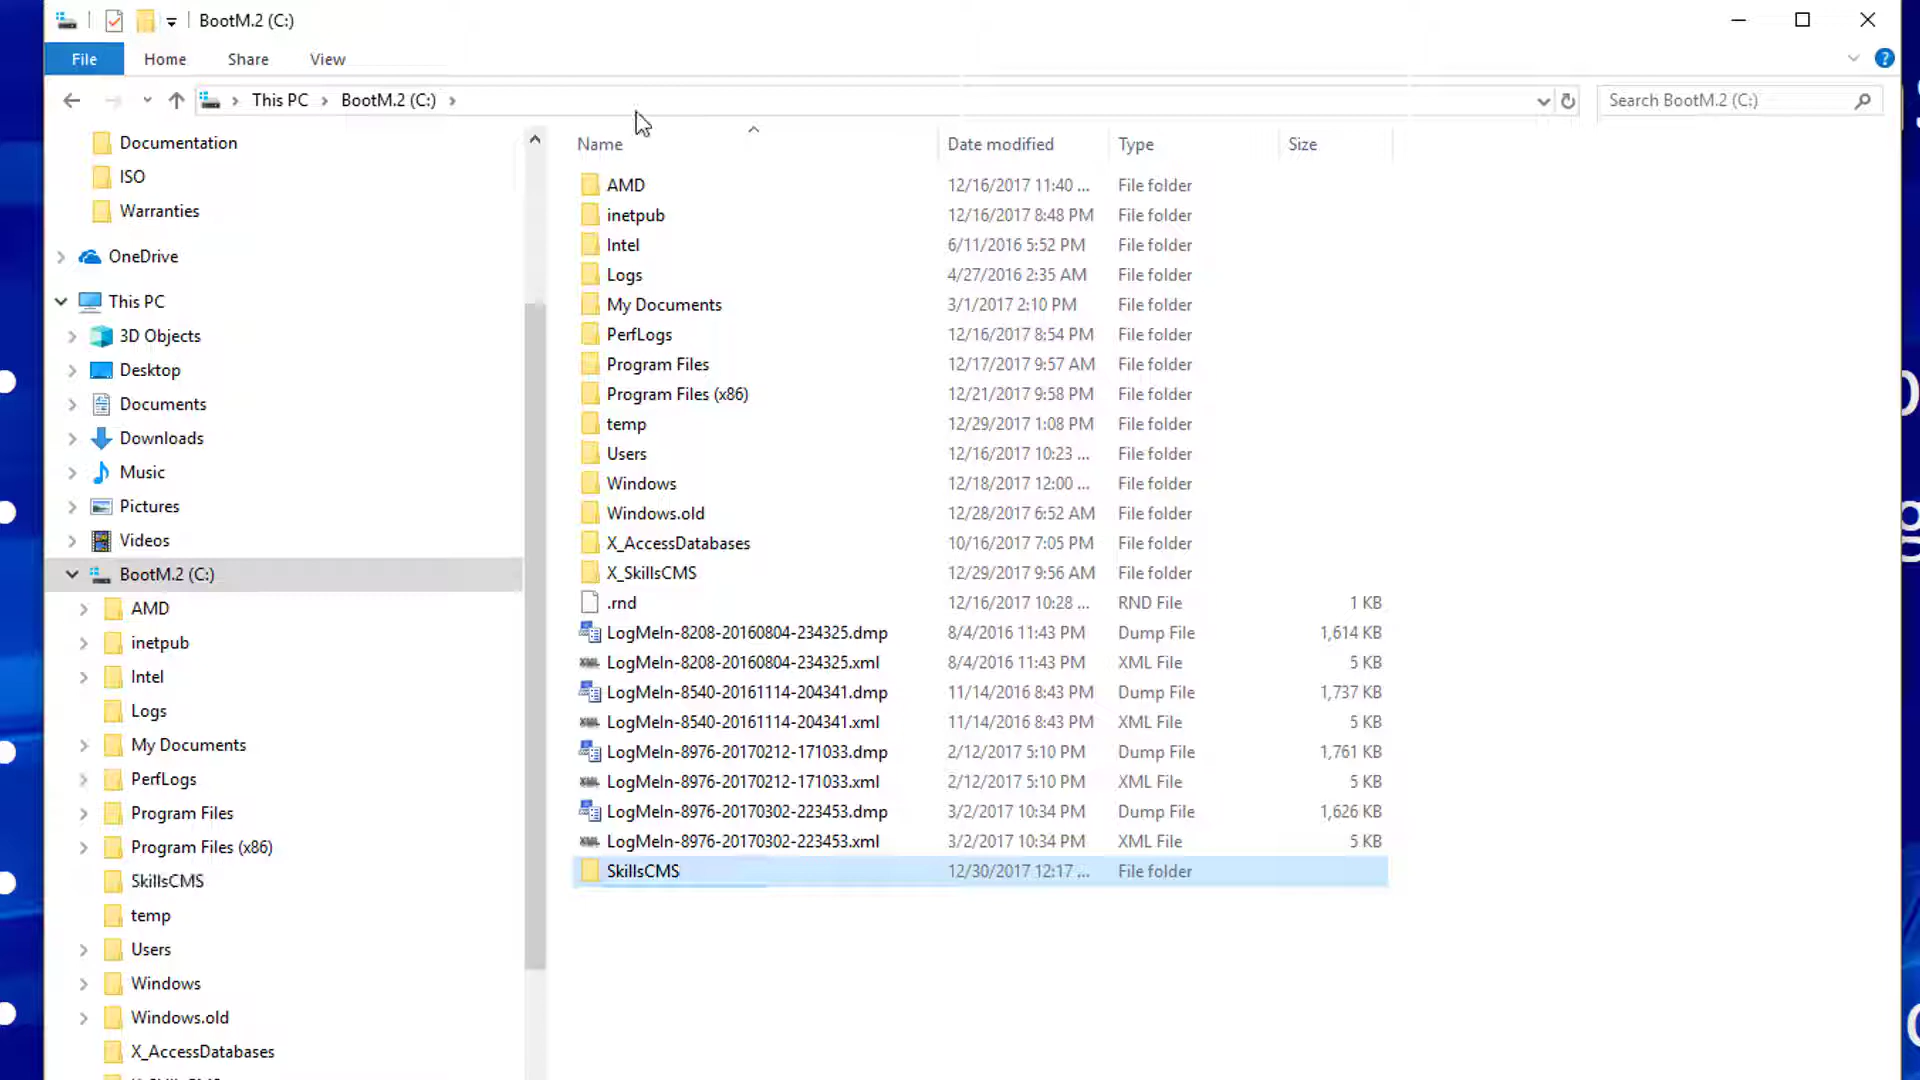 BootM.2 (C:)
File Home Share View
This PC BootM.2 (C:)
Search BootM.2 (C:)
Documentation
ISO
Warranties
OneDrive
This PC
3D Objects
Desktop
Documents
Downloads
Music
Pictures
Videos
BootM.2 (C:)
AMD
inetpub
Intel
Logs
My Documents
PerfLogs
Program Files
Program Files (x86)
SkillsCMS
temp
Users
Windows
Windows.old
X_AccessDatabases
Name Date modified Type Size
AMD 12/16/2017 11:40 ... File folder
inetpub 12/16/2017 8:48 PM File folder
Intel 6/11/2016 5:52 PM File folder
Logs 4/27/2016 2:35 AM File folder
My Documents 3/1/2017 2:10 PM File folder
PerfLogs 12/16/2017 8:54 PM File folder
Program Files 12/17/2017 9:57 AM File folder
Program Files (x86) 12/21/2017 9:58 PM File folder
temp 12/29/2017 1:08 PM File folder
Users 12/16/2017 10:23 ... File folder
Windows 12/18/2017 12:00 ... File folder
Windows.old 12/28/2017 6:52 AM File folder
X_AccessDatabases 10/16/2017 7:05 PM File folder
X_SkillsCMS 12/29/2017 9:56 AM File folder
.rnd 12/16/2017 10:28 ... RND File 1 KB
LogMeIn-8208-20160804-234325.dmp 8/4/2016 11:43 PM Dump File 1,614 KB
LogMeIn-8208-20160804-234325.xml 8/4/2016 11:43 PM XML File 5 KB
LogMeIn-8540-20161114-204341.dmp 11/14/2016 8:43 PM Dump File 1,737 KB
LogMeIn-8540-20161114-204341.xml 11/14/2016 8:43 PM XML File 5 KB
LogMeIn-8976-20170212-171033.dmp 2/12/2017 5:10 PM Dump File 1,761 KB
LogMeIn-8976-20170212-171033.xml 2/12/2017 5:10 PM XML File 5 KB
LogMeIn-8976-20170302-223453.dmp 3/2/2017 10:34 PM Dump File 1,626 KB
LogMeIn-8976-20170302-223453.xml 3/2/2017 10:34 PM XML File 5 KB
SkillsCMS 12/30/2017 12:17 ... File folder